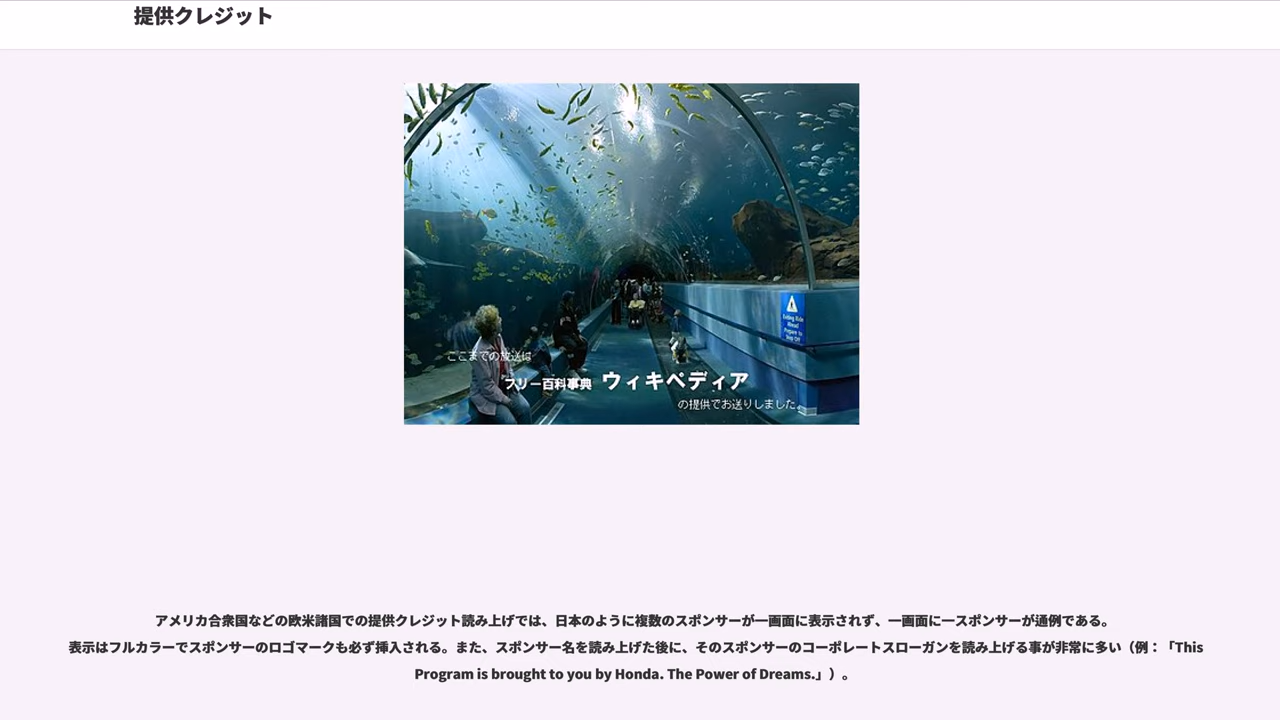 提供クレジット
ここまでの放送は
フリー百科事典 ウィキペディア
の提供でお送りしました。
アメリカ合衆国などの欧米諸国での提供クレジット読み上げでは、日本のように複数のスポンサーが一画面に表示されず、一画面に一スポンサーが通例である。
表示はフルカラーでスポンサーのロゴマークも必ず挿入される。また、スポンサー名を読み上げた後に、そのスポンサーのコーポレートスローガンを読み上げる事が非常に多い（例：「This
Program is brought to you by Honda. The Power of Dreams.」）。